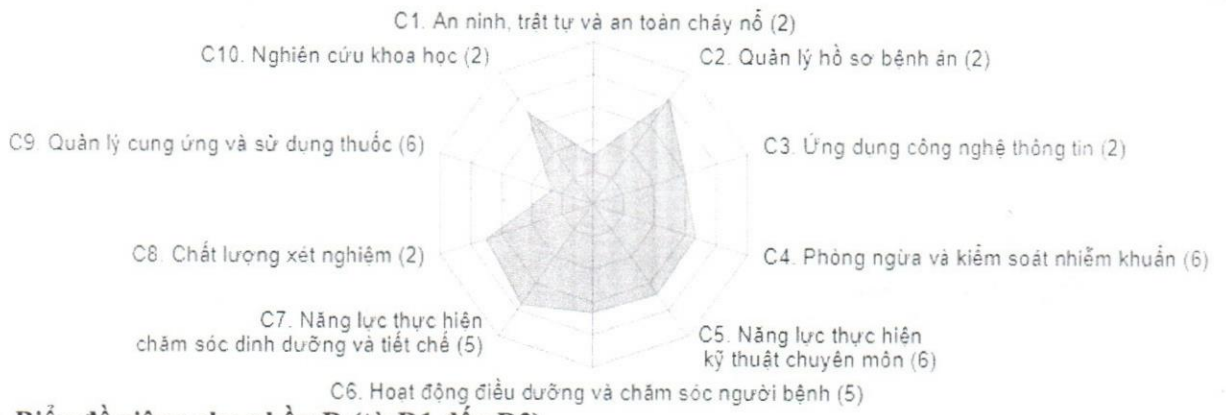 C1. An ninh, trật tự và an toàn cháy nổ (2)
C10. Nghiên cứu khoa học (2)
C2. Quản lý hồ sơ bệnh án (2)
C9. Quản lý cung ứng và sử dụng thuốc (6)
C3. Ứng dụng công nghệ thông tin (2)
C8. Chất lượng xét nghiệm (2)
C4. Phòng ngừa và kiểm soát nhiễm khuẩn (6)
C7. Năng lực thực hiện
chăm sóc dinh dưỡng và tiết chế (5)
C5. Năng lực thực hiện
kỹ thuật chuyên môn (6)
C6. Hoạt động điều dưỡng và chăm sóc người bệnh (5)